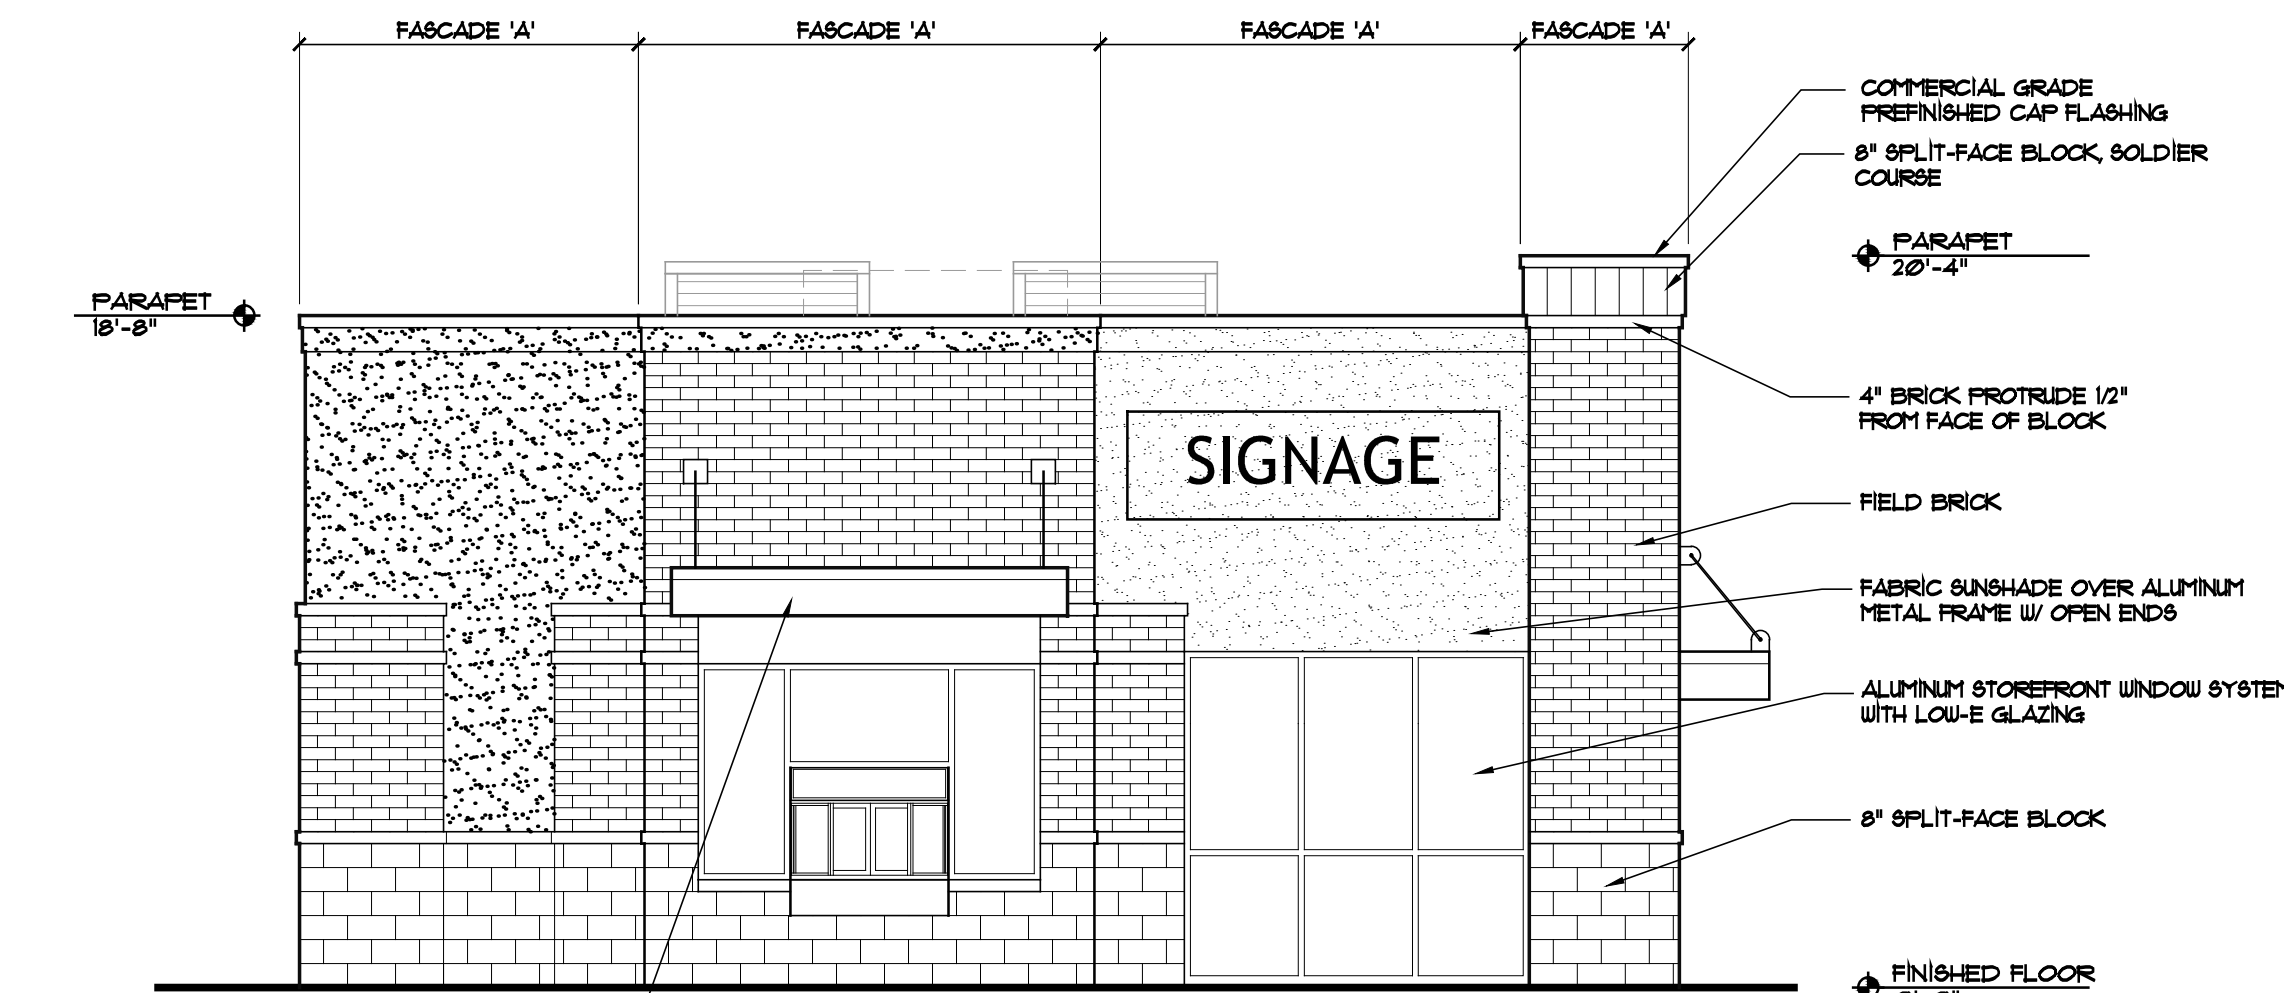 FASCADE 'A' FASCADE 'A' FASCADE 'A' FASCADE 'A'
COMMERCIAL GRADE
PREFINISHED CAP FLASHING
8" SPLIT-FACE BLOCK, SOLDIER
COURSE
PARAPET
20'-4"
PARAPET
18'-8"
4" BRICK PROTRUDE 1/2"
FROM FACE OF BLOCK
SIGNAGE
FIELD BRICK
FABRIC SUNSHADE OVER ALUMINUM
METAL FRAME W/ OPEN ENDS
ALUMINUM STOREFRONT WINDOW SYSTEM
WITH LOW-E GLAZING
8" SPLIT-FACE BLOCK
FINISHED FLOOR